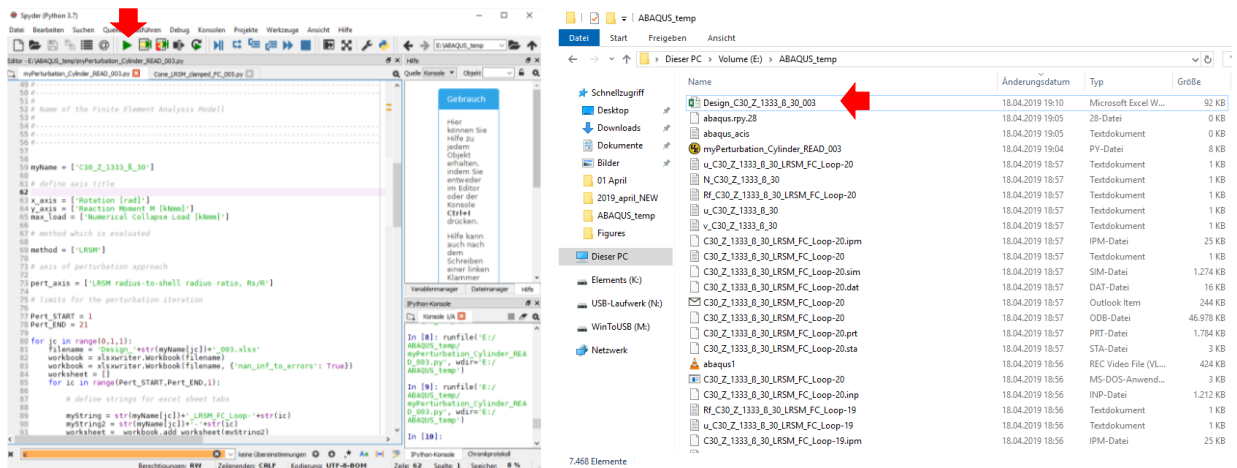 Spyder (Python 3.7)
Datei Bearbeiten Suchen Ausführen Debug Konsolen Projekte Werkzeuge Ansicht Hilfe
E:\ABAQUS_temp
Editor - E:\ABAQUS_temp\myPerturbation_Cylinder_READ_003.py
myPerturbation_Cylinder_READ_003.py Cone_LRSM_clamped_FC_005.py
49 #
50 #
51 #
52 # Name of the Finite Element Analysis Modell
53 #
54 #
55 #
56 #
57
58
59 myName = ['C30_Z_1333_ß_30']
60
61 # define axis title
62
63 x_axis = ['Rotation [rad]']
64 y_axis = ['Reaction Moment M [kNmm]']
65 max_load = ['Numerical Collapse Load [kNmm]']
66
67 # method which is evaluated
68
69 method = ['LRSM']
70
71 # axis of perturbation approach
72
73 pert_axis = ['LRSM radius-to-shell radius ratio, Rs/R']
74
75 # limits for the perturbation iteration
76
77 Pert_START = 1
78 Pert_END = 21
79
80 for jc in range(0,1,1):
81 filename = 'Design_'+str(myName[jc])+'_003.xlsx'
82 workbook = xlsxwriter.Workbook(filename)
83 workbook = xlsxwriter.Workbook(filename, {'nan_inf_to_errors': True})
84 worksheet = []
85 for ic in range(Pert_START,Pert_END,1):
86
87 # define strings for excel sheet tabs
88
89 myString = str(myName[jc])+'_LRSM_FC_Loop-'+str(ic)
90 myString2 = str(myName[jc])+'-'+str(ic)
91 worksheet = workbook.add_worksheet(myString2)
keine Übereinstimmungen
Hilfe
Quelle Konsole Objekt
Gebrauch
Hier
können Sie
Hilfe zu
jedem
Objekt
erhalten,
indem Sie
entweder
im Editor
oder der
Konsole
Ctrl+I
drücken.
Hilfe kann
auch nach
dem
Schreiben
einer linken
Klammer
Variablenmanager Dateimanager Hilfe
IPython-Konsole
Konsole 1/A
In [8]: runfile('E:/
ABAQUS_temp/
myPerturbation_Cylinder_REA
D_003.py', wdir='E:/
ABAQUS_temp')
In [9]: runfile('E:/
ABAQUS_temp/
myPerturbation_Cylinder_REA
D_003.py', wdir='E:/
ABAQUS_temp')
In [10]:
IPython-Konsole Chronikprotokoll
Berechtigungen: RW Zeilenenden: CRLF Kodierung: UTF-8-BOM Zeile: 62 Spalte: 1 Speicher: 8 %
ABAQUS_temp
Datei Start Freigeben Ansicht
Dieser PC > Volume (E:) > ABAQUS_temp
Schnellzugriff
Desktop
Downloads
Dokumente
Bilder
01 April
2019_april_NEW
ABAQUS_temp
Figures
Dieser PC
Elements (K:)
USB-Laufwerk (N:)
WinToUSB (M:)
Netzwerk
Name Änderungsdatum Typ Größe
Design_C30_Z_1333_ß_30_003 18.04.2019 19:10 Microsoft Excel W... 92 KB
abaqus.rpy.28 18.04.2019 19:05 28-Datei 0 KB
abaqus_acis 18.04.2019 19:05 Textdokument 0 KB
myPerturbation_Cylinder_READ_003 18.04.2019 19:04 PY-Datei 8 KB
u_C30_Z_1333_ß_30_LRSM_FC_Loop-20 18.04.2019 18:57 Textdokument 1 KB
N_C30_Z_1333_ß_30 18.04.2019 18:57 Textdokument 1 KB
Rf_C30_Z_1333_ß_30_LRSM_FC_Loop-20 18.04.2019 18:57 Textdokument 1 KB
u_C30_Z_1333_ß_30 18.04.2019 18:57 Textdokument 1 KB
v_C30_Z_1333_ß_30 18.04.2019 18:57 Textdokument 1 KB
C30_Z_1333_ß_30_LRSM_FC_Loop-20.ipm 18.04.2019 18:57 IPM-Datei 25 KB
C30_Z_1333_ß_30_LRSM_FC_Loop-20 18.04.2019 18:57 Textdokument 1 KB
C30_Z_1333_ß_30_LRSM_FC_Loop-20.sim 18.04.2019 18:57 SIM-Datei 1.274 KB
C30_Z_1333_ß_30_LRSM_FC_Loop-20.dat 18.04.2019 18:57 DAT-Datei 16 KB
C30_Z_1333_ß_30_LRSM_FC_Loop-20 18.04.2019 18:57 Outlook Item 244 KB
C30_Z_1333_ß_30_LRSM_FC_Loop-20 18.04.2019 18:57 ODB-Datei 46.978 KB
C30_Z_1333_ß_30_LRSM_FC_Loop-20.prt 18.04.2019 18:57 PRT-Datei 1.784 KB
C30_Z_1333_ß_30_LRSM_FC_Loop-20.sta 18.04.2019 18:57 STA-Datei 3 KB
abaqus1 18.04.2019 18:56 REC Video File (VL... 424 KB
C30_Z_1333_ß_30_LRSM_FC_Loop-20 18.04.2019 18:56 MS-DOS-Anwend... 3 KB
C30_Z_1333_ß_30_LRSM_FC_Loop-20.inp 18.04.2019 18:56 INP-Datei 1.212 KB
Rf_C30_Z_1333_ß_30_LRSM_FC_Loop-19 18.04.2019 18:56 Textdokument 1 KB
u_C30_Z_1333_ß_30_LRSM_FC_Loop-19 18.04.2019 18:56 Textdokument 1 KB
C30_Z_1333_ß_30_LRSM_FC_Loop-19.ipm 18.04.2019 18:56 IPM-Datei 25 KB
7.468 Elemente